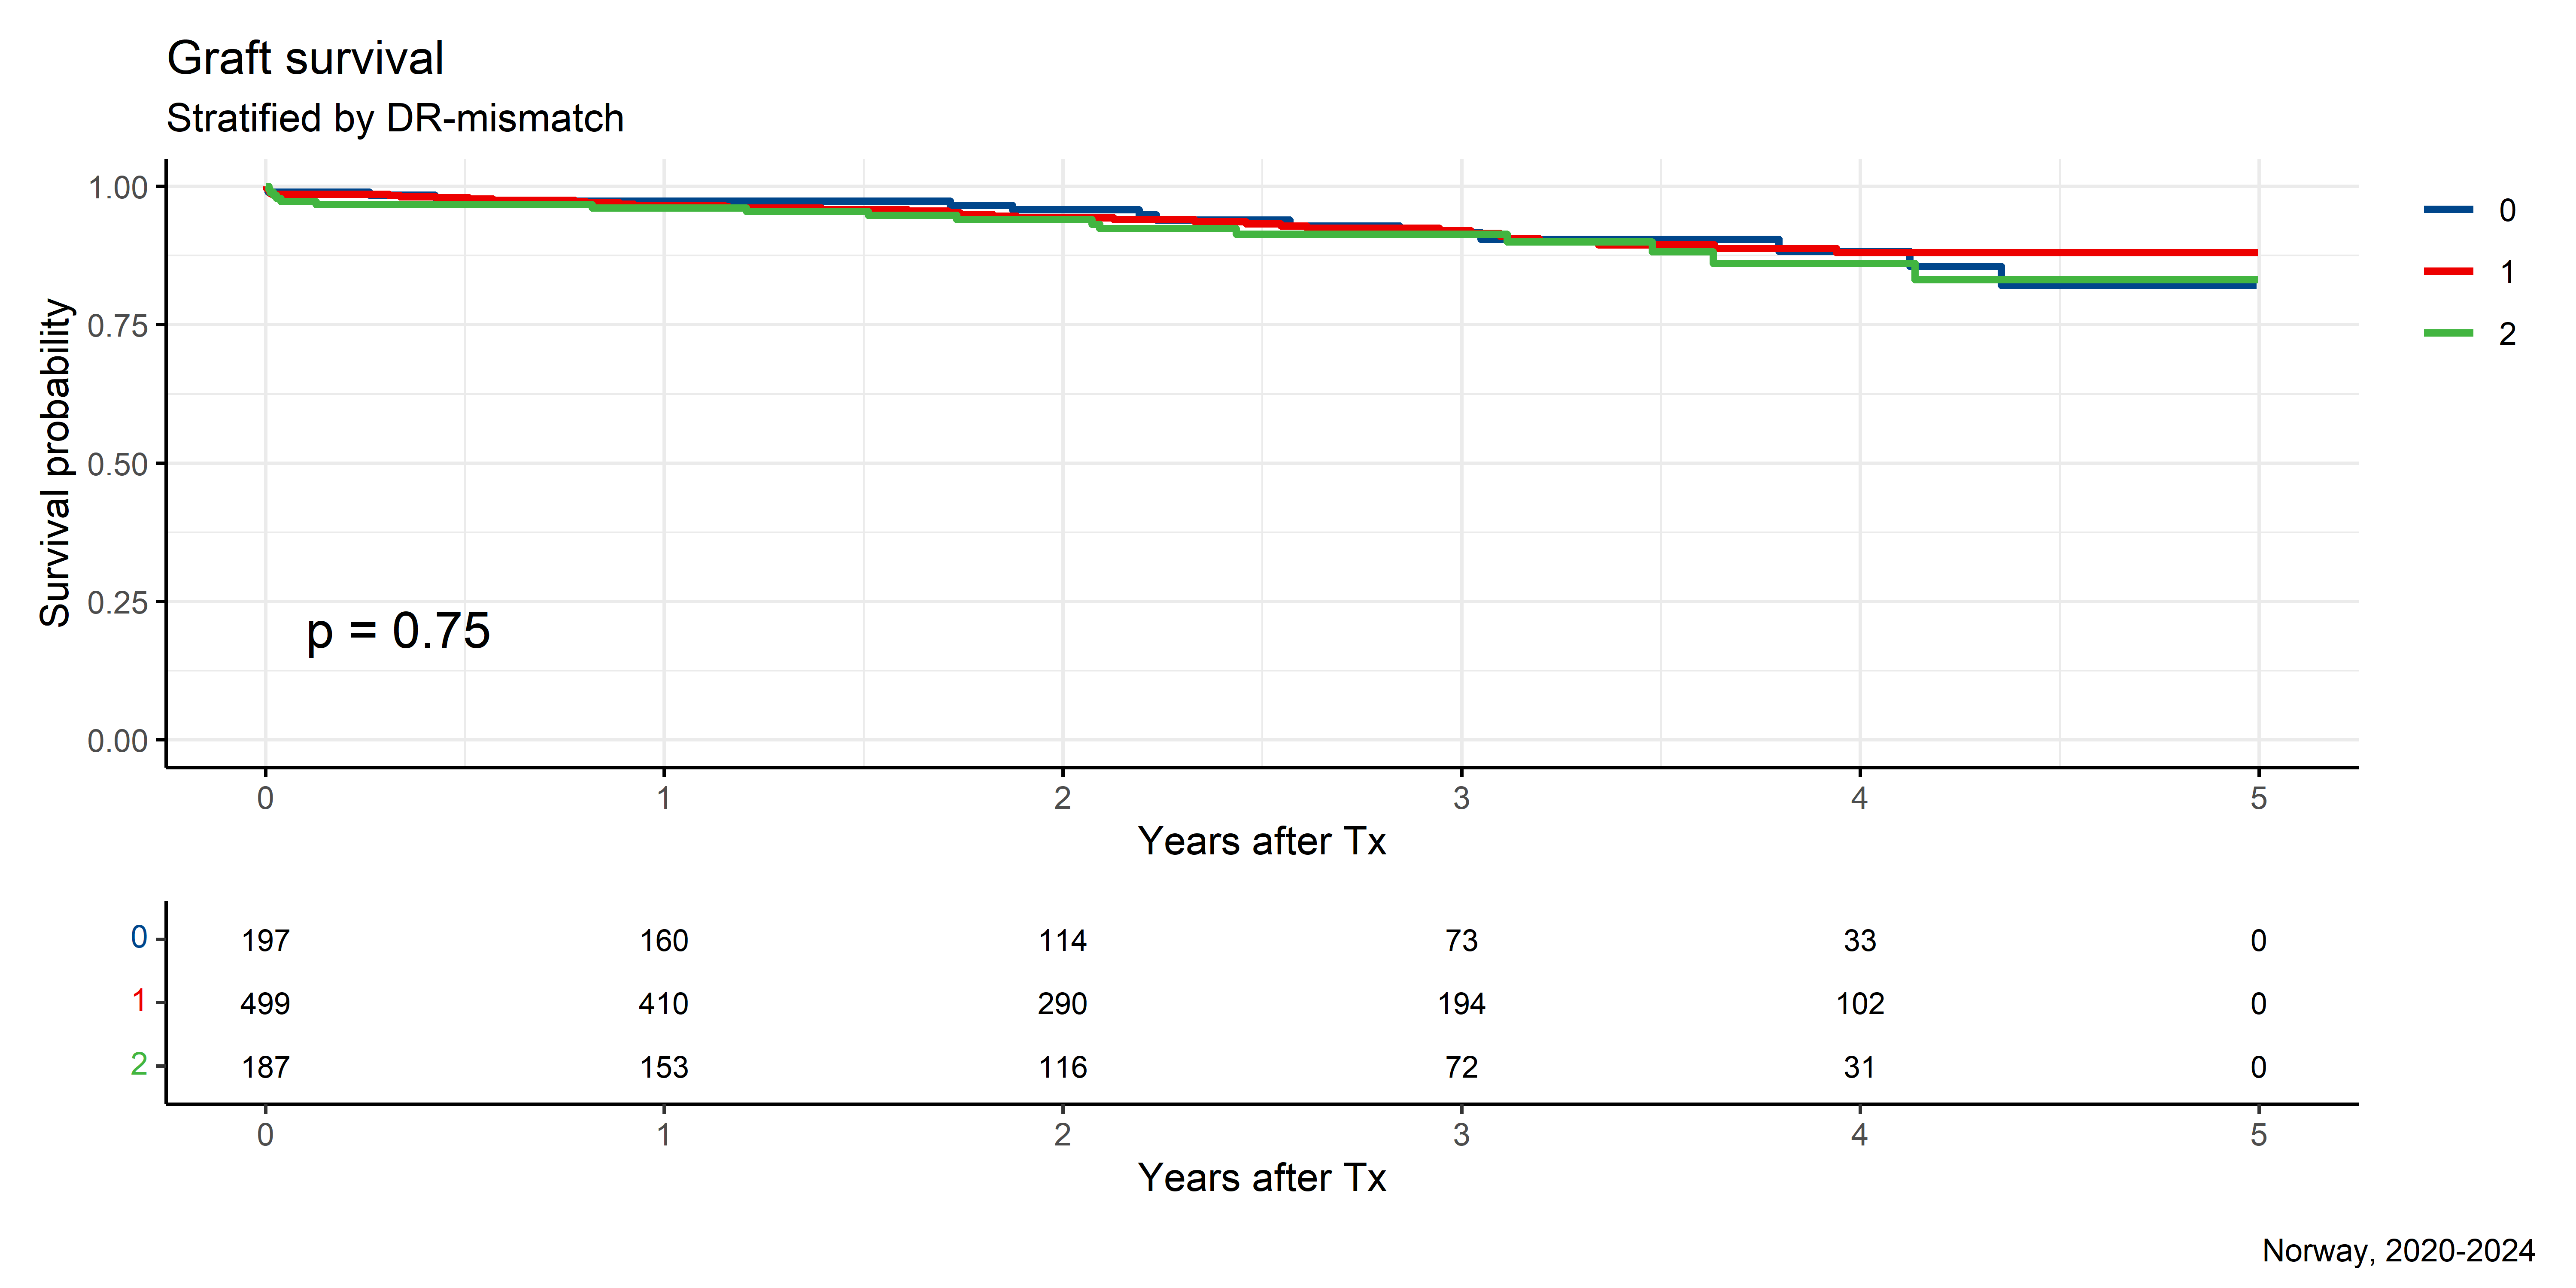 Graft survival
Stratified by DR-mismatch
Survival probability
1.00
0.75
0.50
0.25
0.00
p = 0.75
0
1
2
0 1 2 3 4 5
Years after Tx
0 197 160 114 73 33 0
1 499 410 290 194 102 0
2 187 153 116 72 31 0
0 1 2 3 4 5
Years after Tx
Norway, 2020-2024